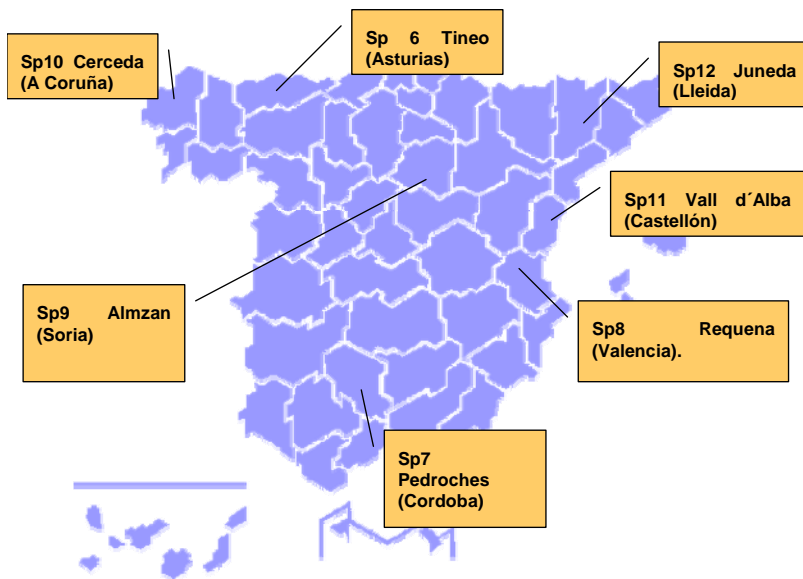 Sp 6 Tineo
(Asturias)
Sp10 Cerceda
(A Coruña)
Sp12 Juneda
(Lleida)
Sp11 Vall d´Alba
(Castellón)
Sp9 Almzan
(Soria)
Sp8 Requena
(Valencia).
Sp7
Pedroches
(Cordoba)